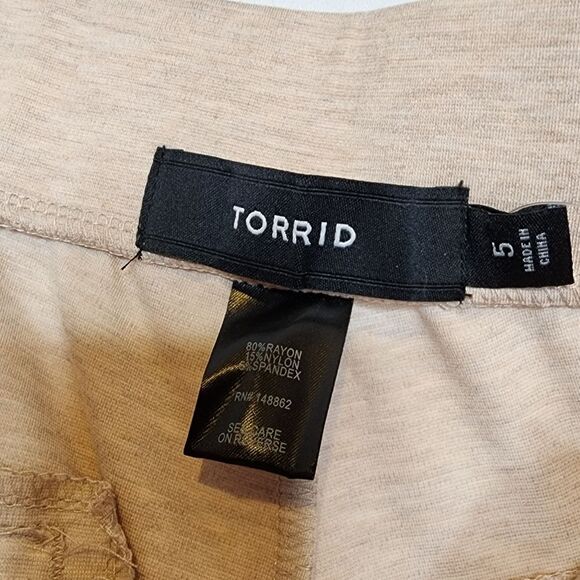 TORRID
5
MADE IN
CHINA
80%RAYON
15%NYLON
5%SPANDEX
RN# 148862
SEE CARE
ON REVERSE